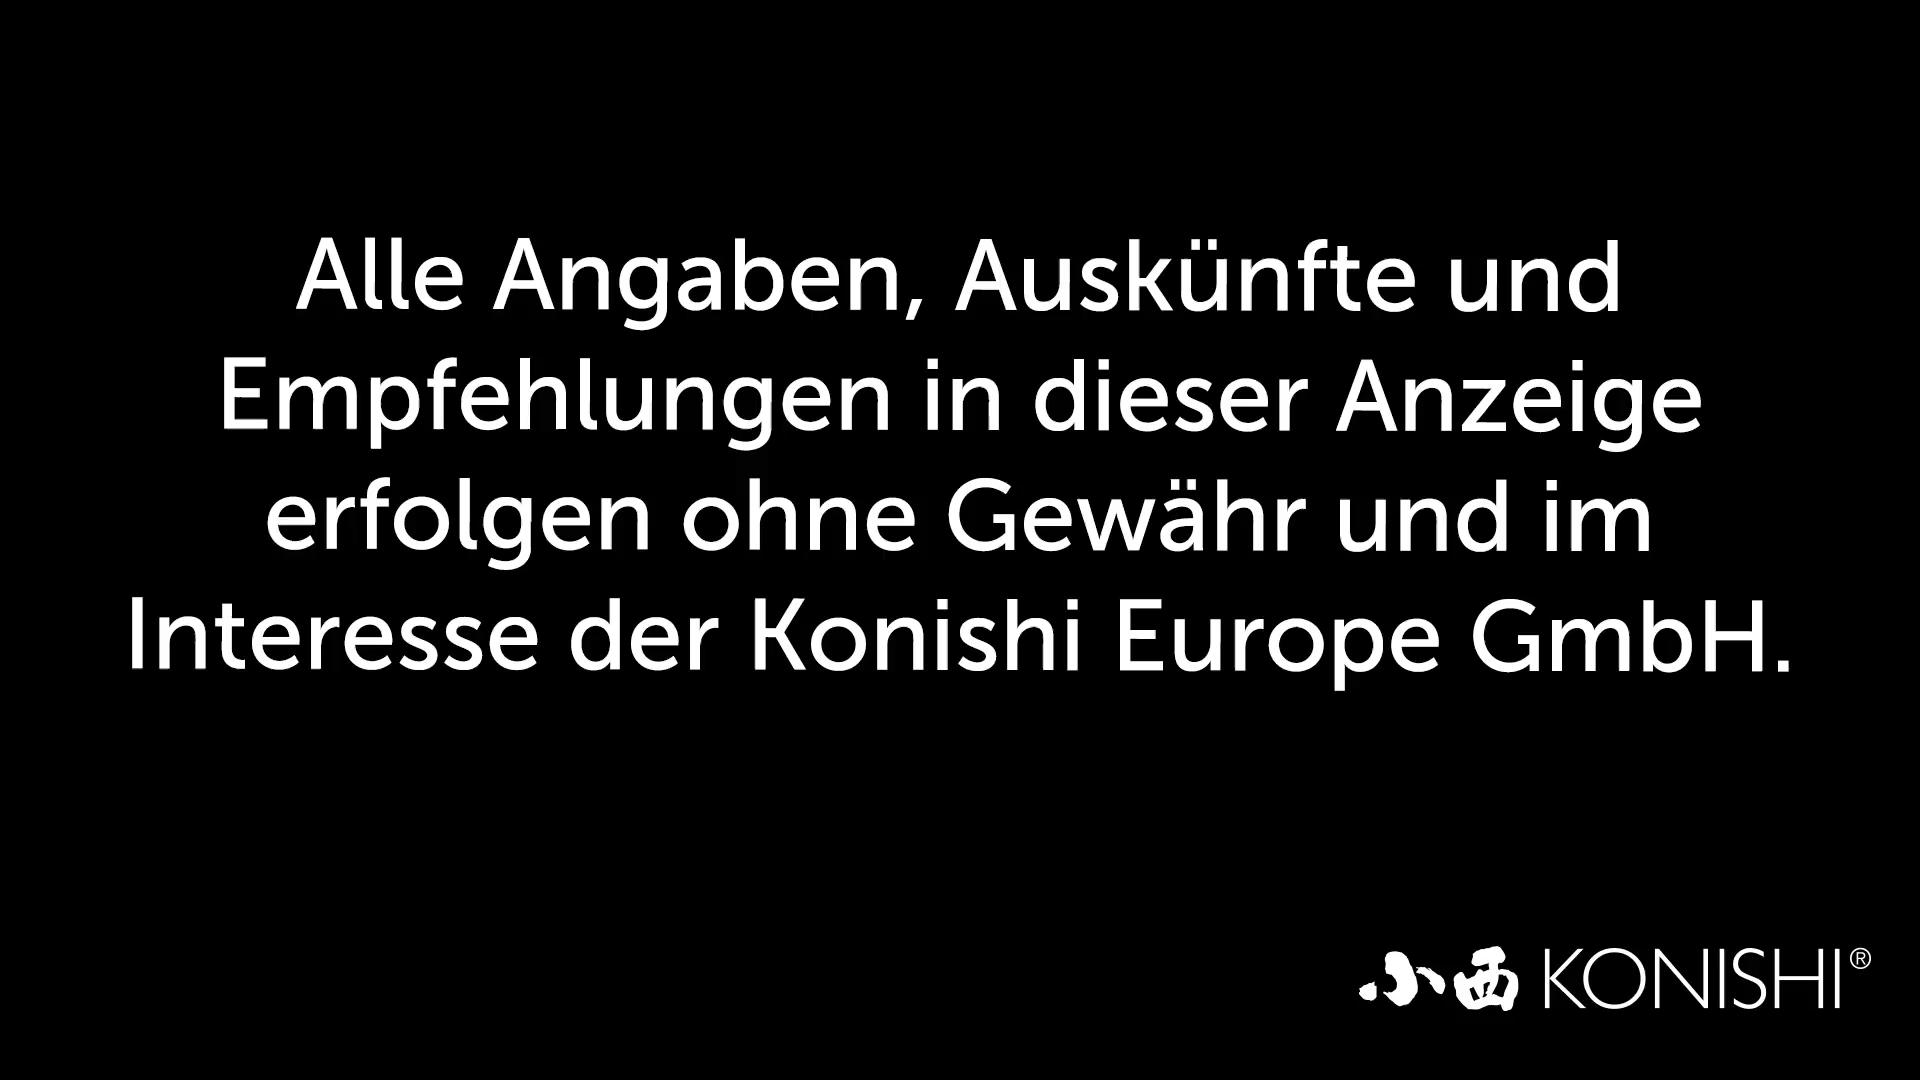 Alle Angaben, Auskünfte und
Empfehlungen in dieser Anzeige
erfolgen ohne Gewähr und im
Interesse der Konishi Europe GmbH.
小西 KONISHI®